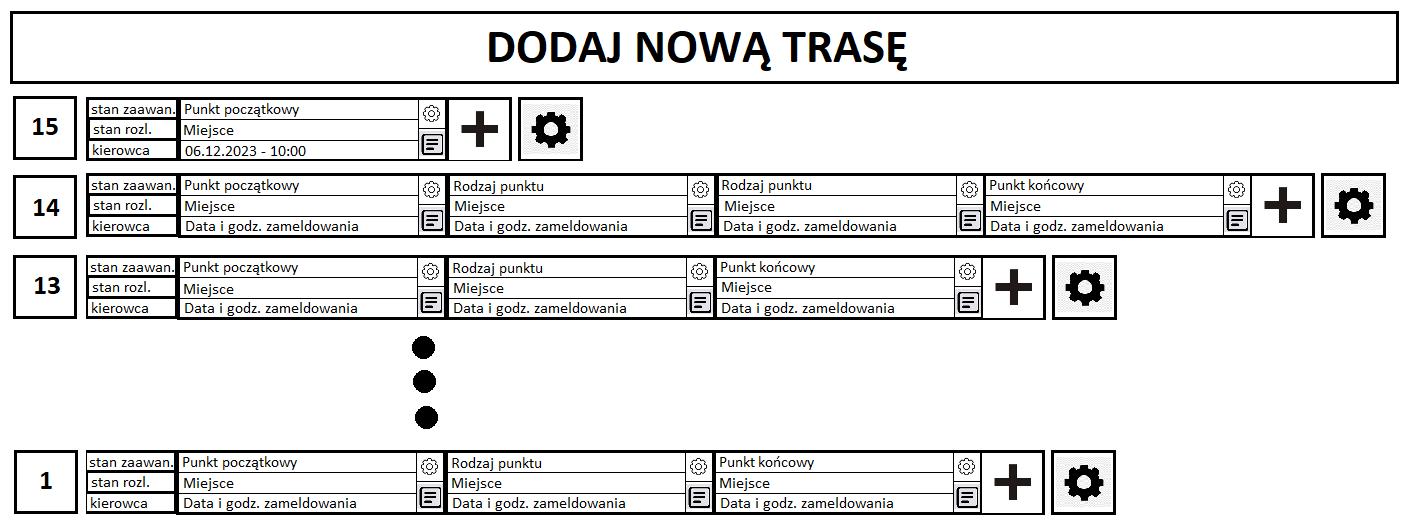 DODAJ NOWĄ TRASĘ
15
stan zaawan. Punkt początkowy
stan rozl. Miejsce
kierowca 06.12.2023 - 10:00
14
stan zaawan. Punkt początkowy Rodzaj punktu Rodzaj punktu Punkt końcowy
stan rozl. Miejsce Miejsce Miejsce Miejsce
kierowca Data i godz. zameldowania Data i godz. zameldowania Data i godz. zameldowania Data i godz. zameldowania
13
stan zaawan. Punkt początkowy Rodzaj punktu Punkt końcowy
stan rozl. Miejsce Miejsce Miejsce
kierowca Data i godz. zameldowania Data i godz. zameldowania Data i godz. zameldowania
1
stan zaawan. Punkt początkowy Rodzaj punktu Punkt końcowy
stan rozl. Miejsce Miejsce Miejsce
kierowca Data i godz. zameldowania Data i godz. zameldowania Data i godz. zameldowania